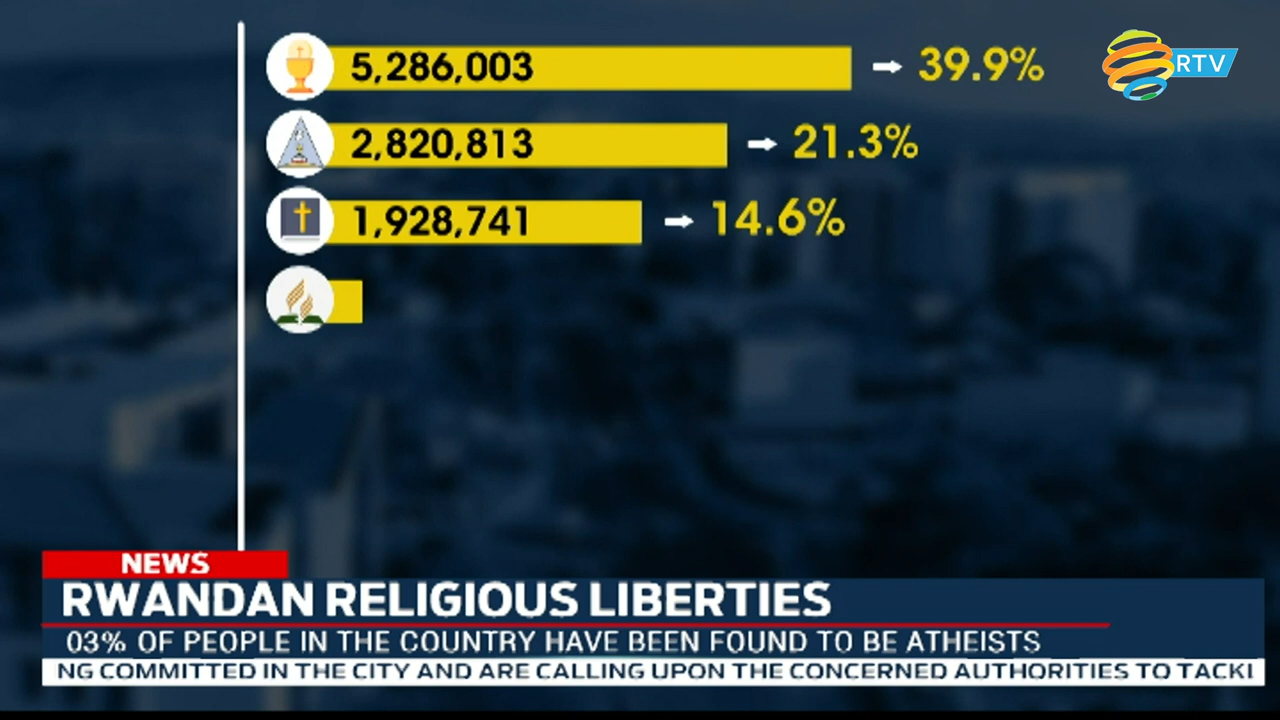 5,286,003 39.9%
RTV
2,820,813 21.3%
1,928,741 14.6%
NEWS
RWANDAN RELIGIOUS LIBERTIES
03% OF PEOPLE IN THE COUNTRY HAVE BEEN FOUND TO BE ATHEISTS
NG COMMITTED IN THE CITY AND ARE CALLING UPON THE CONCERNED AUTHORITIES TO TACKL